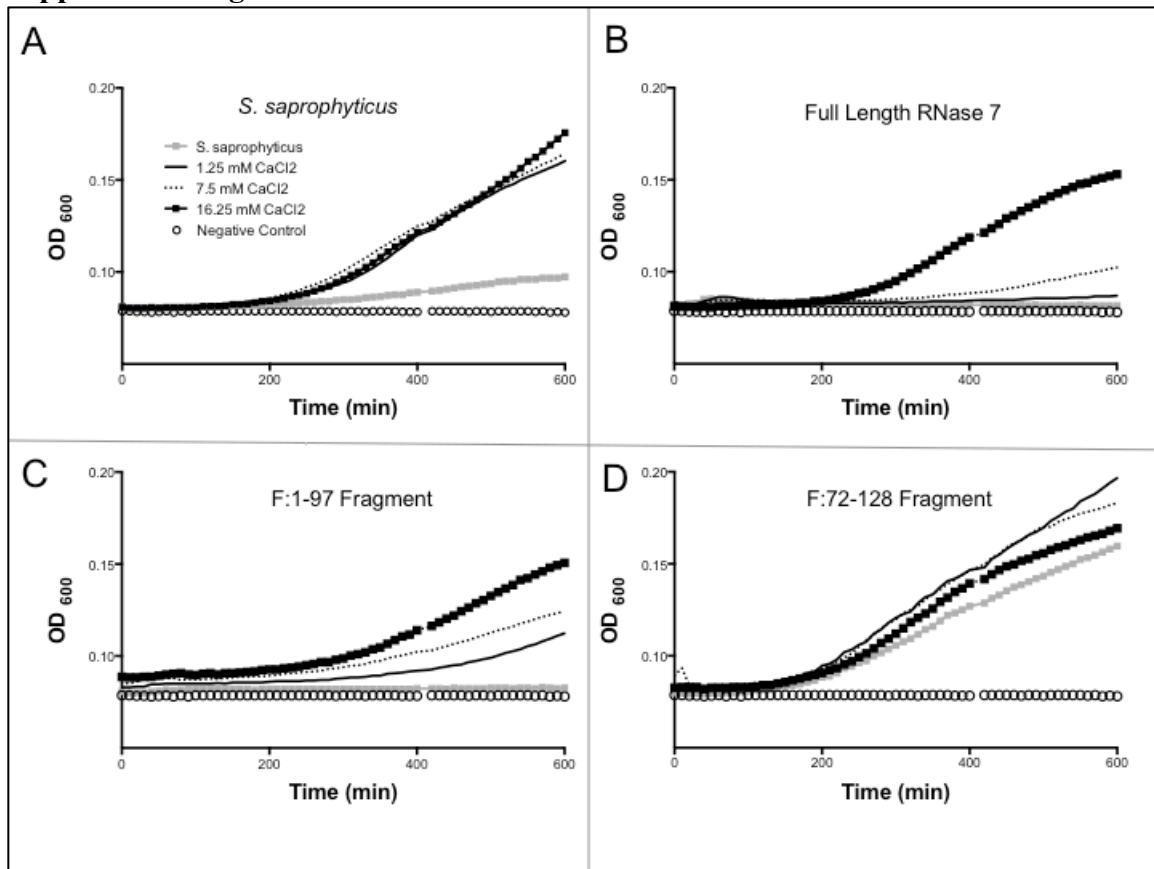 A
S. saprophyticus
0.20
0.15
0.10
OD 600
S. saprophyticus
1.25 mM CaCl2
7.5 mM CaCl2
16.25 mM CaCl2
Negative Control
0 200 400 600
Time (min)
B
Full Length RNase 7
0.20
0.15
0.10
OD 600
0 200 400 600
Time (min)
C
F:1-97 Fragment
0.20
0.15
0.10
OD 600
0 200 400 600
Time (min)
D
F:72-128 Fragment
0.20
0.15
0.10
OD 600
0 200 400 600
Time (min)